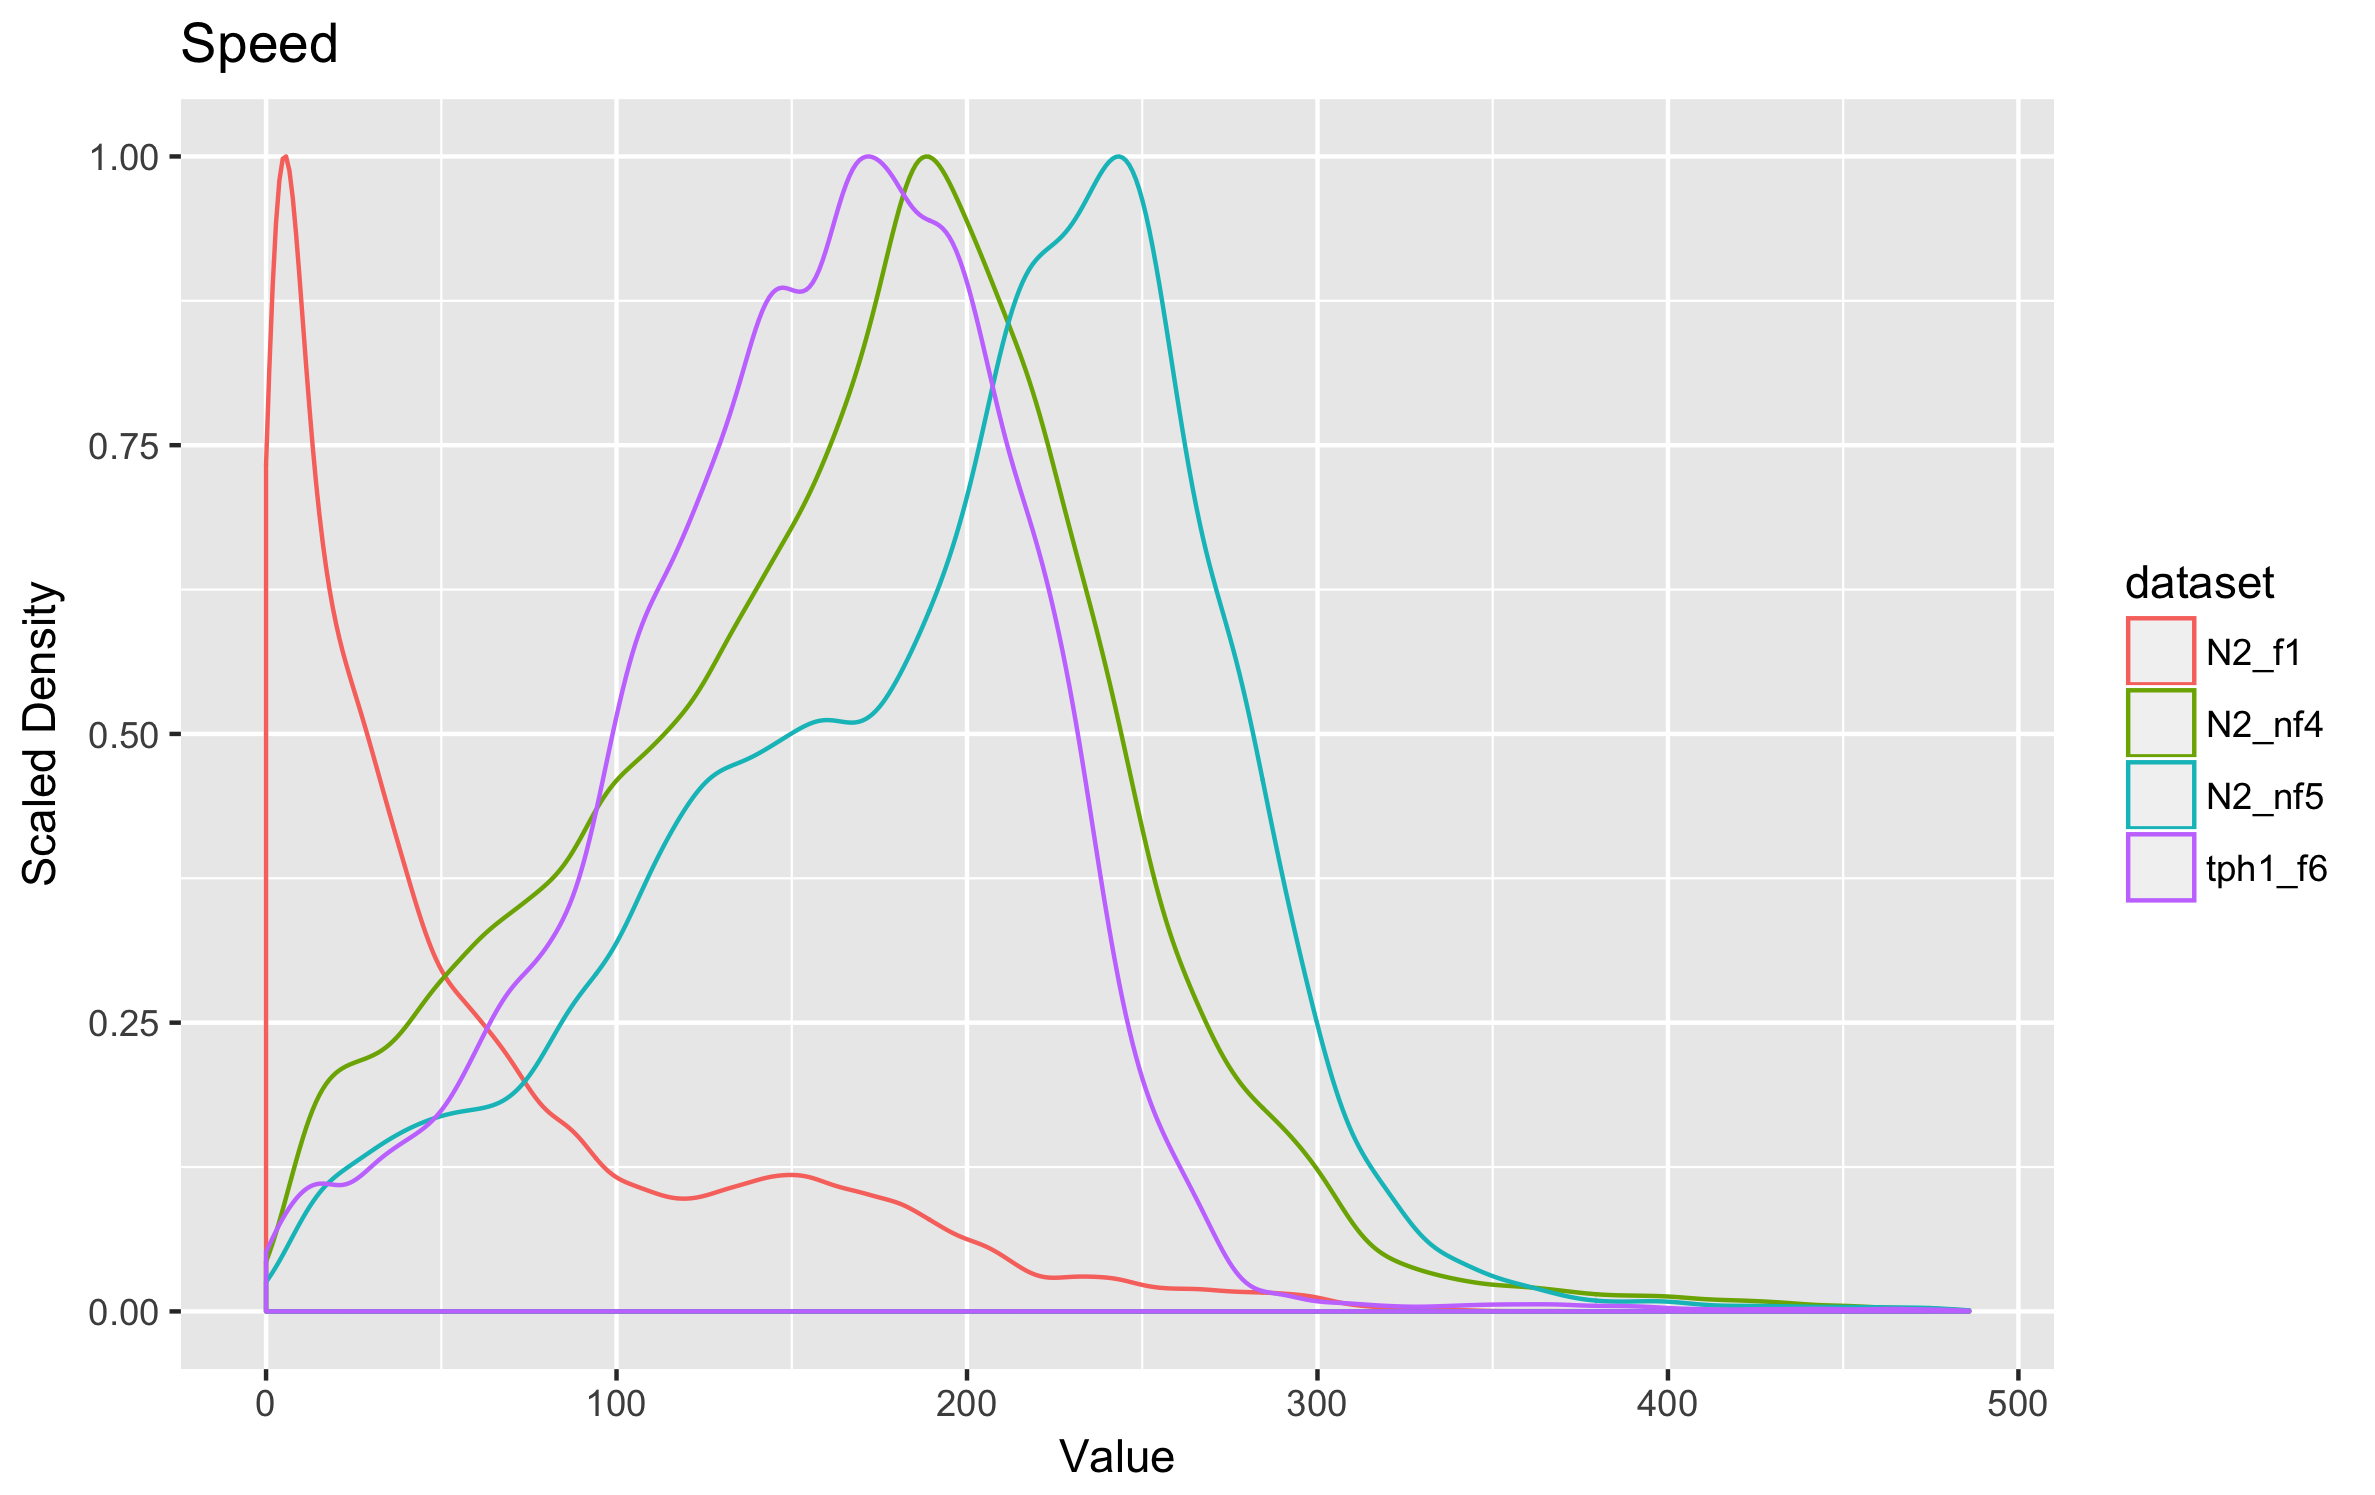 Speed
Scaled Density
1.00
0.75
0.50
0.25
0.00
0 100 200 300 400 500
Value
dataset
N2_f1
N2_nf4
N2_nf5
tph1_f6